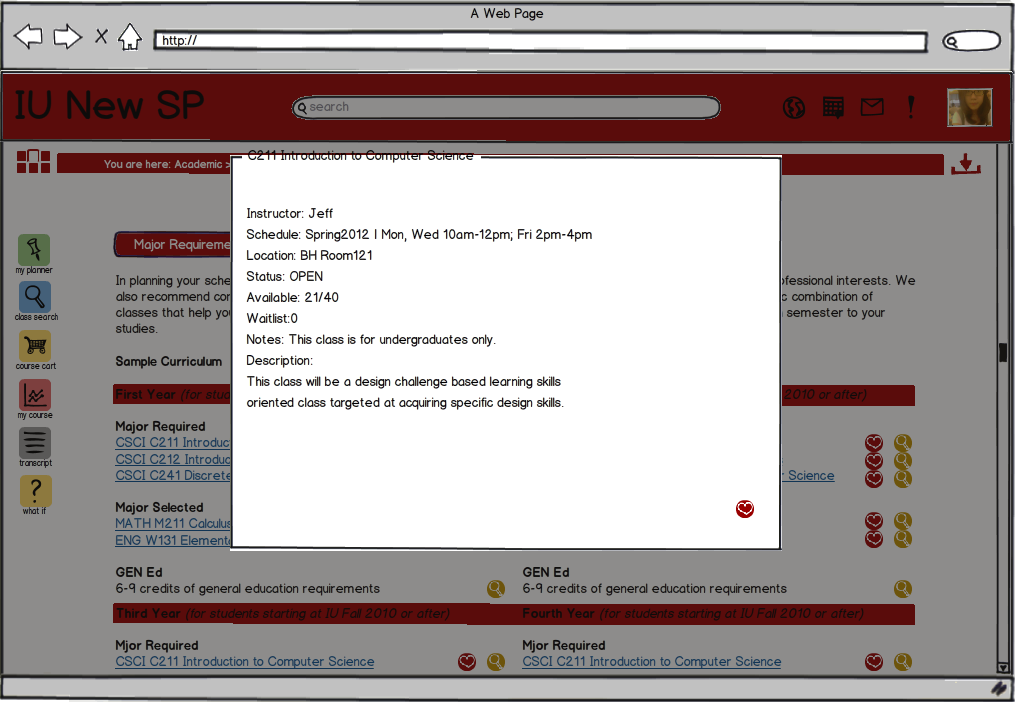 A Web Page
http://
IU New SP
search
You are here: Academic >
C211 Introduction to Computer Science
Instructor: Jeff
Schedule: Spring2012 | Mon, Wed 10am-12pm; Fri 2pm-4pm
Location: BH Room121
Status: OPEN
Available: 21/40
Waitlist:0
Notes: This class is for undergraduates only.
Description:
This class will be a design challenge based learning skills
oriented class targeted at acquiring specific design skills.
my planner
class search
course cart
my course
transcript
what if
Major Requireme
In planning your sche ofessional interests. We
also recommend co combination of
classes that help you semester to your
studies.
Sample Curriculum
First Year (for stud 2010 or after)
Major Required
CSCI C211 Introduc
CSCI C212 Introduc
CSCI C241 Discrete Science
Major Selected
MATH M211 Calculus
ENG W131 Elementa
GEN Ed GEN Ed
6-9 credits of general education requirements 6-9 credits of general education requirements
Third Year (for students starting at IU Fall 2010 or after) Fourth Year (for students starting at IU Fall 2010 or after)
Mjor Required Mjor Required
CSCI C211 Introduction to Computer Science CSCI C211 Introduction to Computer Science